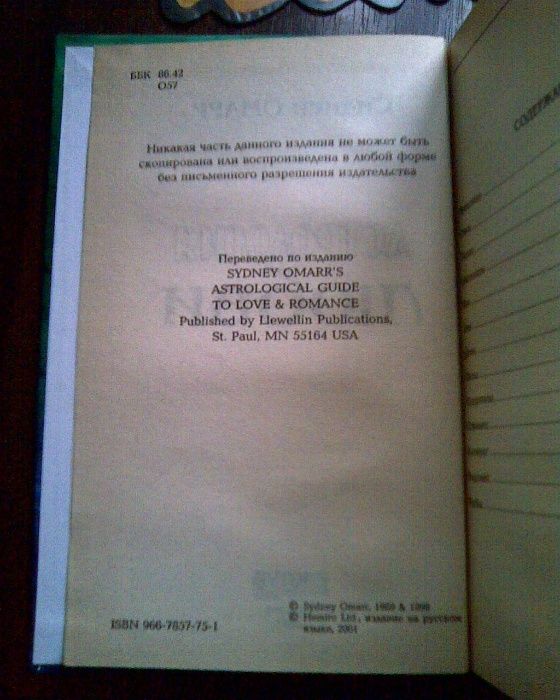 ББК 86.42
О57
Никакая часть данного издания не может быть
скопирована или воспроизведена в любой форме
без письменного разрешения издательства
Переведено по изданию
SYDNEY OMARR'S
ASTROLOGICAL GUIDE
TO LOVE & ROMANCE
Published by Llewellin Publications,
St. Paul, MN 55164 USA
© Sydney Omarr, &
© Ltd, издание на русском
языке, 2001
ISBN 966-7857-75-1